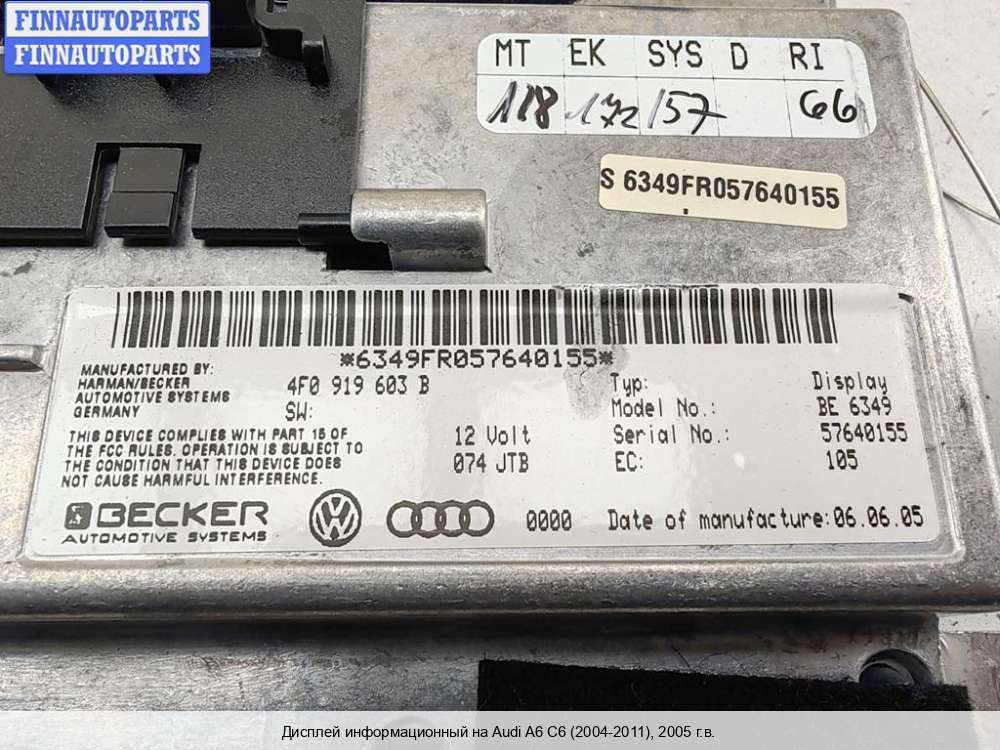 FINNAUTOPARTS
FINNAUTOPARTS
MT EK SYS D RI
118 172 157 66
S 6349FR057640155
*6349FR057640155*
MANUFACTURED BY:
HARMAN/BECKER
AUTOMOTIVE SYSTEMS
GERMANY
4F0 919 603 B
SW:
Typ: Display
Model No.: BE 6349
Serial No.: 57640155
EC: 105
THIS DEVICE COMPLIES WITH PART 15 OF
THE FCC RULES. OPERATION IS SUBJECT TO
THE CONDITION THAT THIS DEVICE DOES
NOT CAUSE HARMFUL INTERFERENCE.
12 Volt
074 JTB
BECKER
AUTOMOTIVE SYSTEMS
0000 Date of manufacture: 06.06.05
Дисплей информационный на Audi A6 C6 (2004-2011), 2005 г.в.